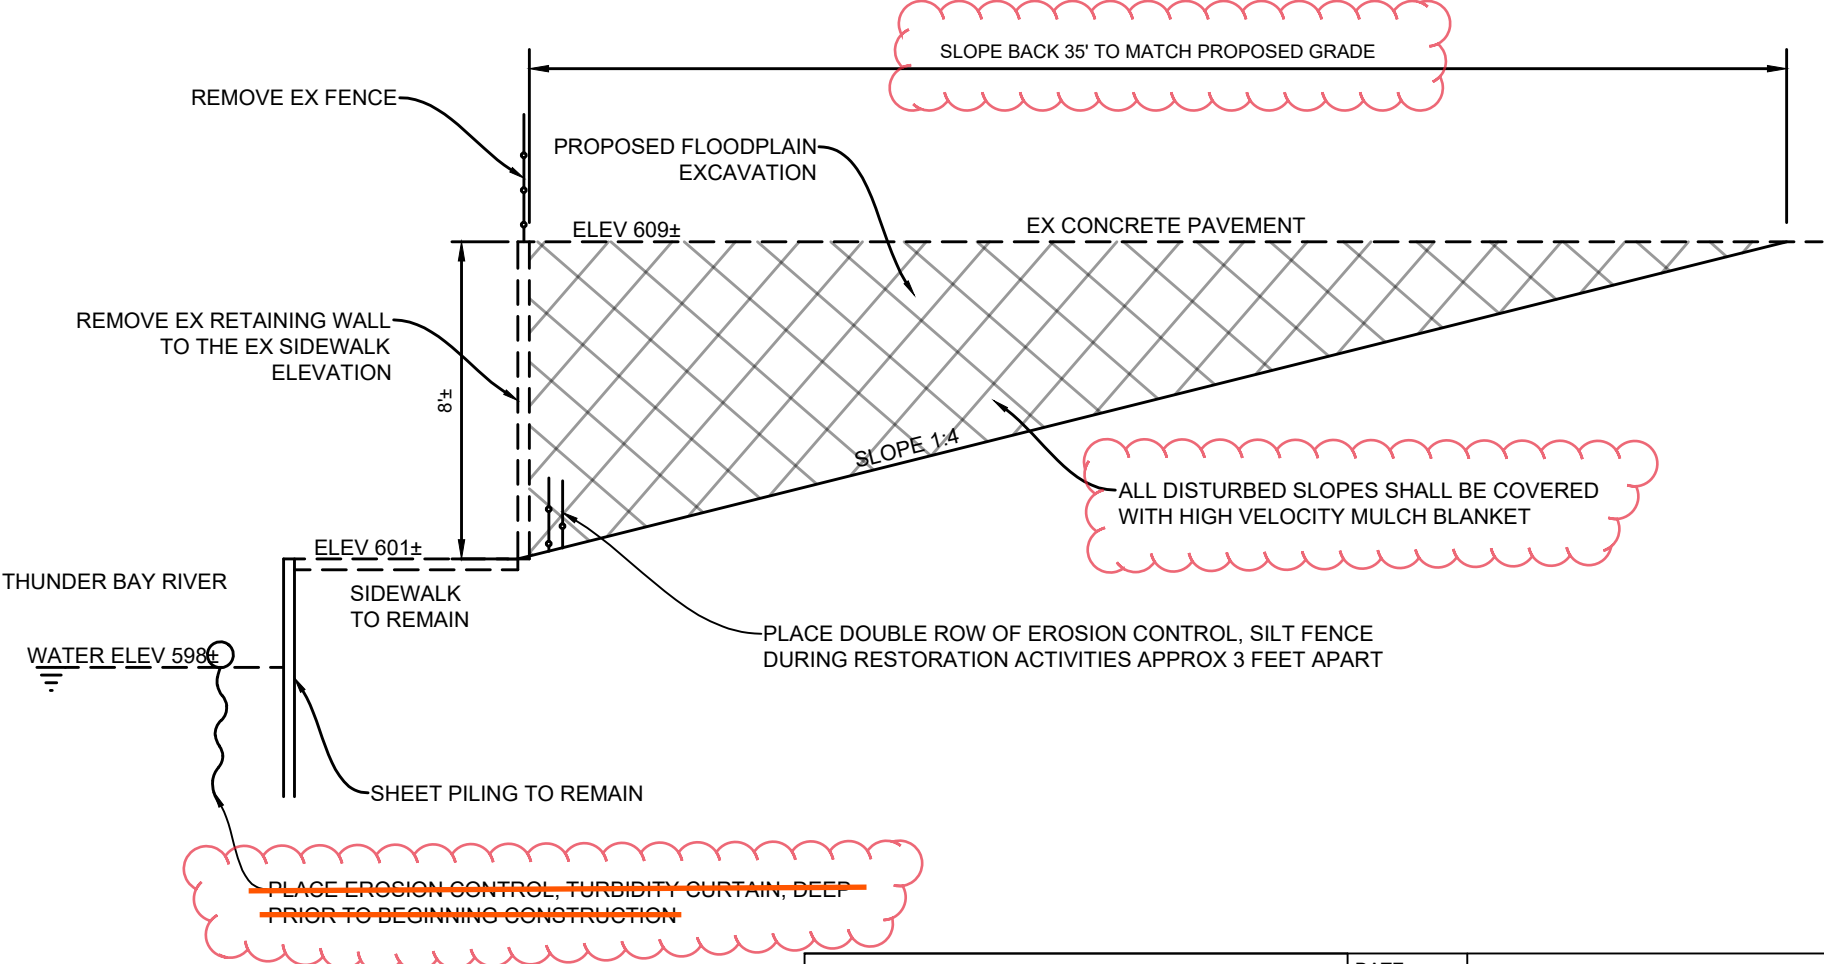 SLOPE BACK 35' TO MATCH PROPOSED GRADE
REMOVE EX FENCE
PROPOSED FLOODPLAIN
EXCAVATION
ELEV 609±
EX CONCRETE PAVEMENT
REMOVE EX RETAINING WALL
TO THE EX SIDEWALK
ELEVATION
8'±
SLOPE 1:4
ALL DISTURBED SLOPES SHALL BE COVERED
WITH HIGH VELOCITY MULCH BLANKET
ELEV 601±
THUNDER BAY RIVER
SIDEWALK
TO REMAIN
PLACE DOUBLE ROW OF EROSION CONTROL, SILT FENCE
DURING RESTORATION ACTIVITIES APPROX 3 FEET APART
WATER ELEV 598±
SHEET PILING TO REMAIN
PLACE EROSION CONTROL, TURBIDITY CURTAIN, DEEP
PRIOR TO BEGINNING CONSTRUCTION